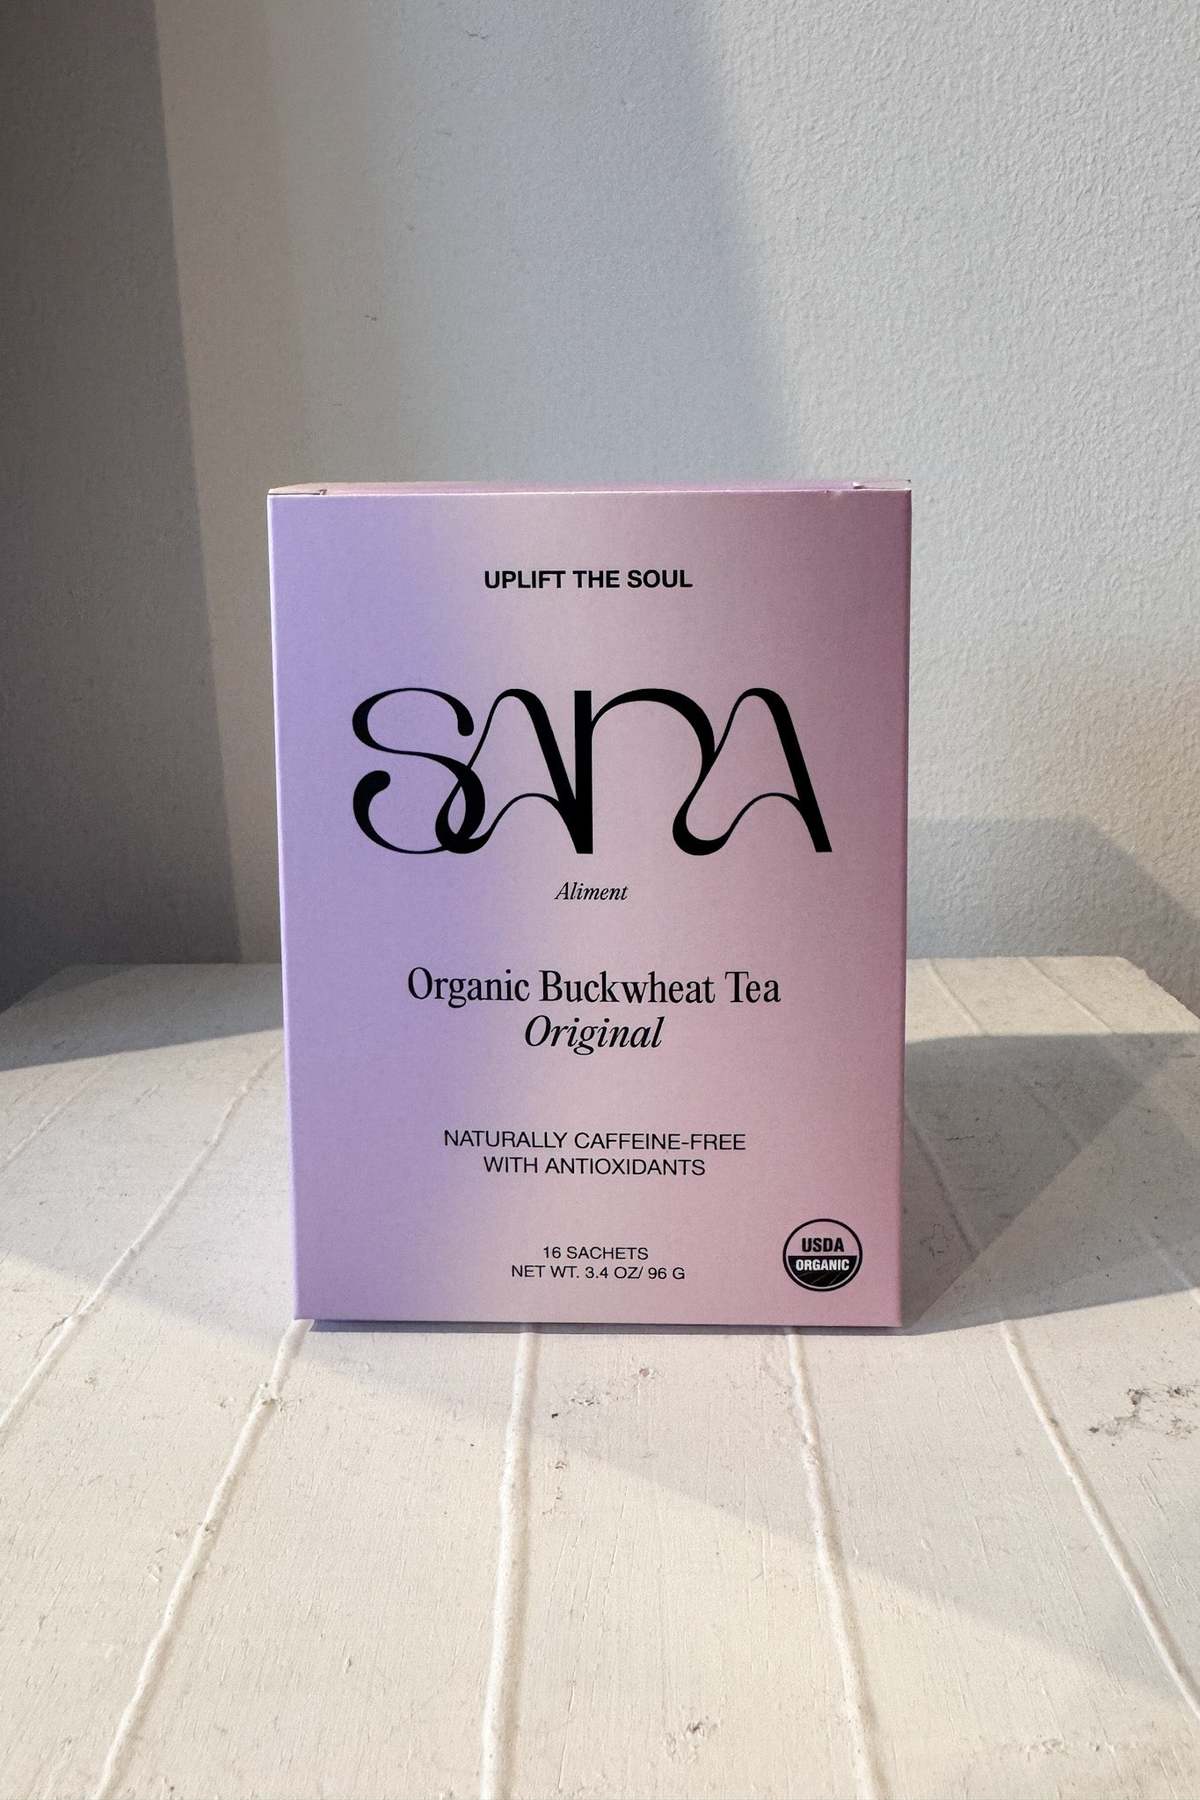 UPLIFT THE SOUL
SANA
Aliment
Organic Buckwheat Tea
Original
NATURALLY CAFFEINE-FREE
WITH ANTIOXIDANTS
16 SACHETS
NET WT. 3.4 OZ/ 96 G
USDA
ORGANIC